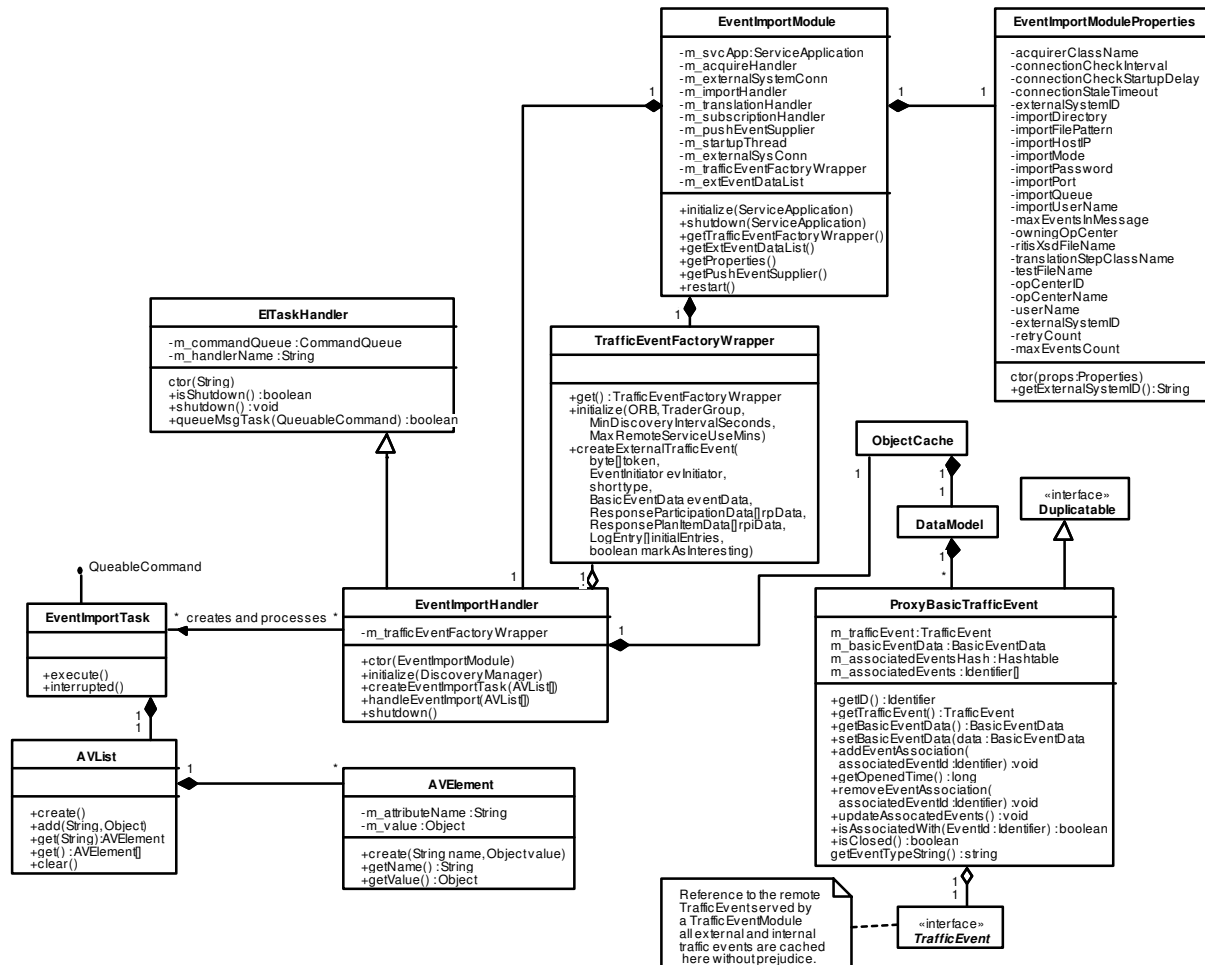 EventImportModule
-m_svcApp:ServiceApplication
-m_acquireHandler
-m_externalSystemConn
-m_importHandler
-m_translationHandler
-m_subscriptionHandler
-m_pushEventSupplier
-m_startupThread
-m_externalSysConn
-m_trafficEventFactoryWrapper
-m_extEventDataList
+initialize(ServiceApplication)
+shutdown(ServiceApplication)
+getTrafficEventFactoryWrapper()
+getExtEventDataList()
+getProperties()
+getPushEventSupplier()
+restart()
1
1
1
1
EventImportModuleProperties
-acquirerClassName
-connectionCheckInterval
-connectionCheckStartupDelay
-connectionStaleTimeout
-externalSystemID
-importDirectory
-importFilePattern
-importHostIP
-importMode
-importPassword
-importPort
-importQueue
-importUserName
-maxEventsInMessage
-owningOpCenter
-ritisXsdFileName
-translationStepClassName
-testFileName
-opCenterID
-opCenterName
-userName
-externalSystemID
-retryCount
-maxEventsCount
ctor(props:Properties)
+getExternalSystemID():String
EITaskHandler
-m_commandQueue:CommandQueue
-m_handlerName:String
ctor(String)
+isShutdown():boolean
+shutdown():void
+queueMsgTask(QueuableCommand):boolean
TrafficEventFactoryWrapper
+get():TrafficEventFactoryWrapper
+initialize(ORB,TraderGroup,
MinDiscoveryIntervalSeconds,
MaxRemoteServiceUseMins)
+createExternalTrafficEvent(
byte[]token,
EventInitiator evInitiator,
shorttype,
BasicEventData eventData,
ResponseParticipationData[]rpData,
ResponsePlanItemData[]rpiData,
LogEntry[]initialEntries,
boolean markAsInteresting)
1
1
ObjectCache
1
1
1
DataModel
1
*
«interface»
Duplicatable
QueableCommand
EventImportTask
+execute()
+interrupted()
* creates and processes *
EventImportHandler
-m_trafficEventFactoryWrapper
+ctor(EventImportModule)
+initialize(DiscoveryManager)
+createEventImportTask(AVList[])
+handleEventImport(AVList[])
+shutdown()
1
1
ProxyBasicTrafficEvent
m_trafficEvent:TrafficEvent
m_basicEventData:BasicEventData
m_associatedEventsHash:Hashtable
m_associatedEvents:Identifier[]
+getID():Identifier
+getTrafficEvent():TrafficEvent
+getBasicEventData():BasicEventData
+setBasicEventData(data:BasicEventData
+addEventAssociation(
associatedEventId:Identifier):void
+getOpenedTime():long
+removeEventAssociation(
associatedEventId:Identifier):void
+updateAssocatedEvents():void
+isAssociatedWith(EventId:Identifier):boolean
+isClosed():boolean
getEventTypeString():string
1
1
AVList
+create()
+add(String,Object)
+get(String):AVElement
+get():AVElement[]
+clear()
1
*
AVElement
-m_attributeName:String
-m_value:Object
+create(String name,Object value)
+getName():String
+getValue():Object
1
1
Reference to the remote
TrafficEvent served by
a TrafficEventModule
all external and internal
traffic events are cached
here without prejudice.
«interface»
TrafficEvent